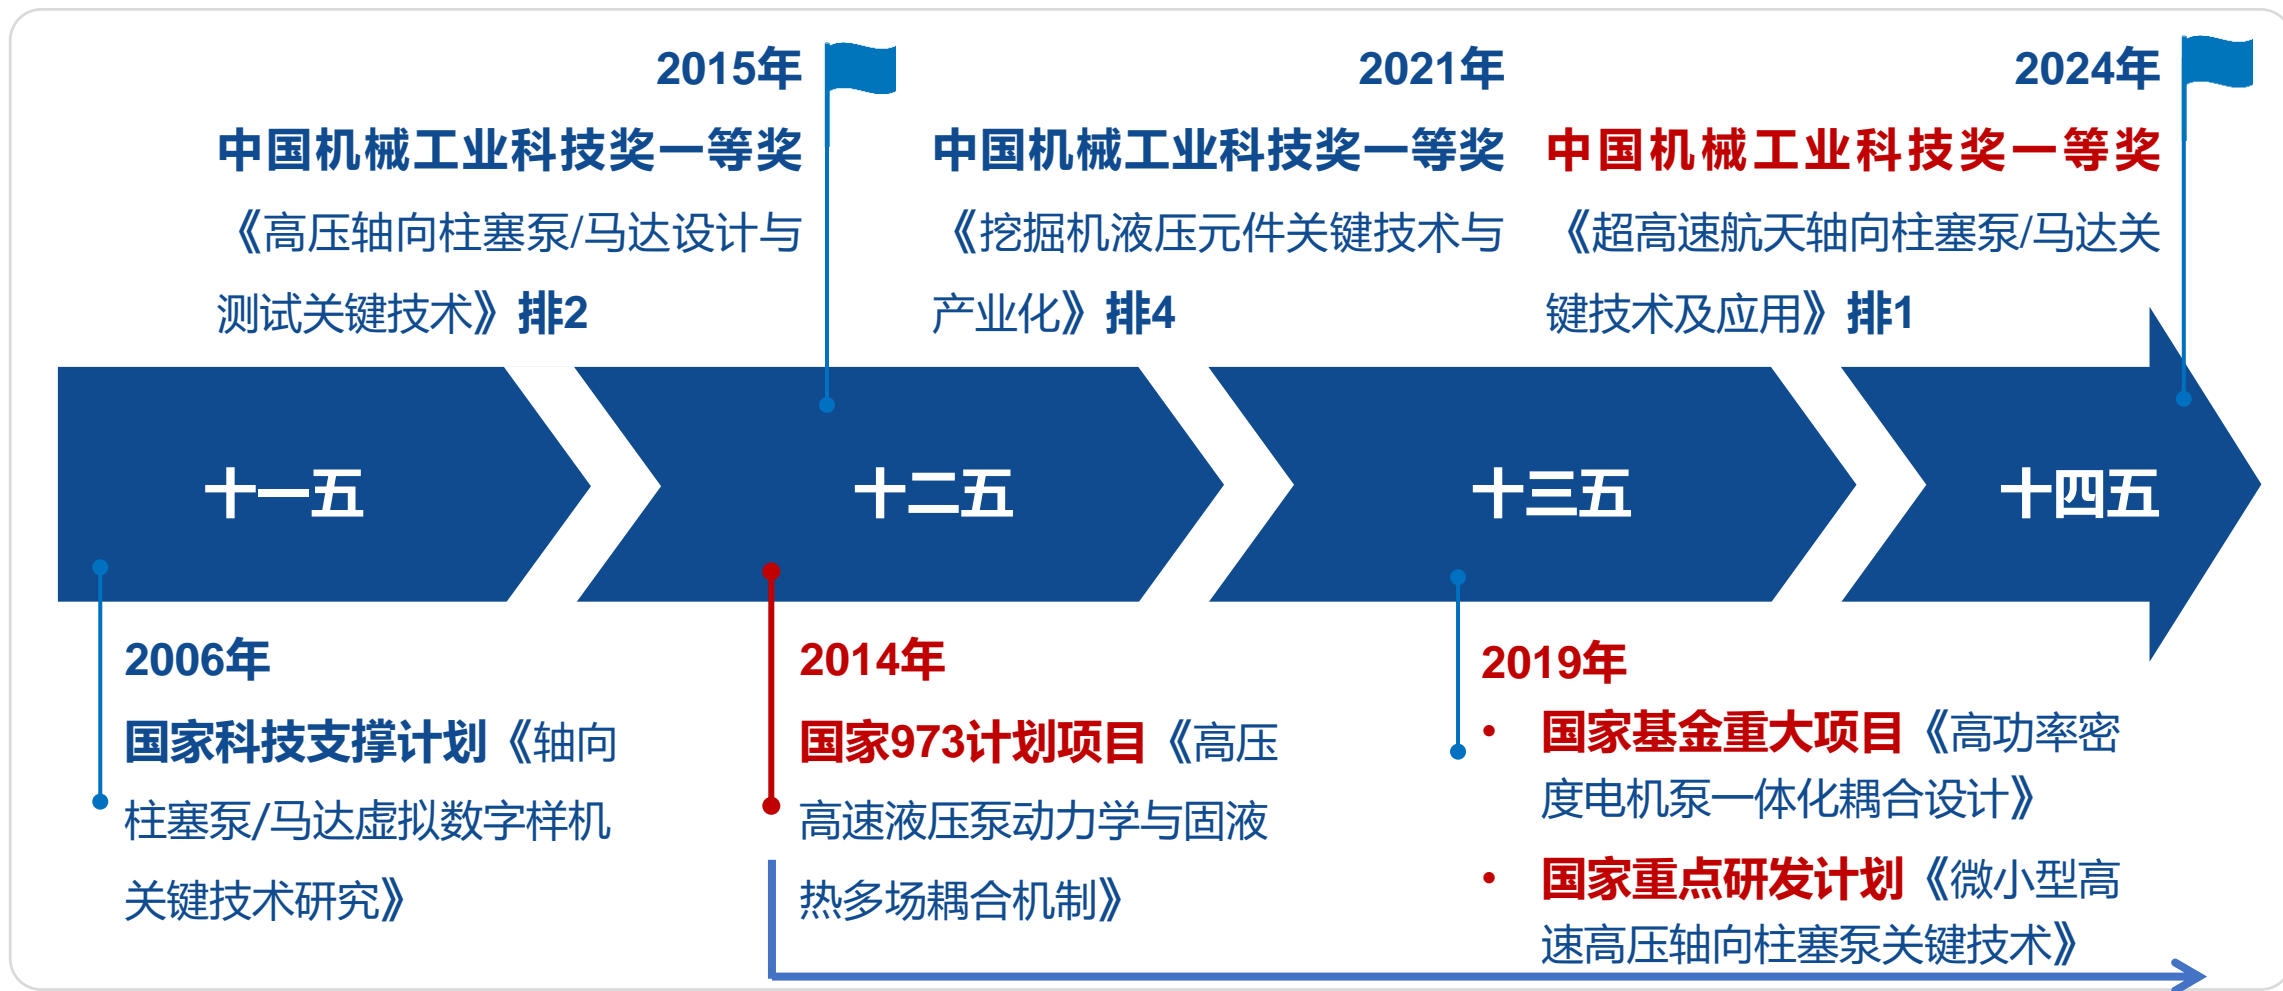 2015年
中国机械工业科技奖一等奖
《高压轴向柱塞泵/马达设计与
测试关键技术》排2
2021年
中国机械工业科技奖一等奖
《挖掘机液压元件关键技术与
产业化》排4
2024年
中国机械工业科技奖一等奖
《超高速航天轴向柱塞泵/马达关
键技术及应用》排1
十一五
十二五
十三五
十四五
2006年
国家科技支撑计划《轴向
柱塞泵/马达虚拟数字样机
关键技术研究》
2014年
国家973计划项目《高压
高速液压泵动力学与固液
热多场耦合机制》
2019年
• 国家基金重大项目《高功率密
度电机泵一体化耦合设计》
• 国家重点研发计划《微小型高
速高压轴向柱塞泵关键技术》